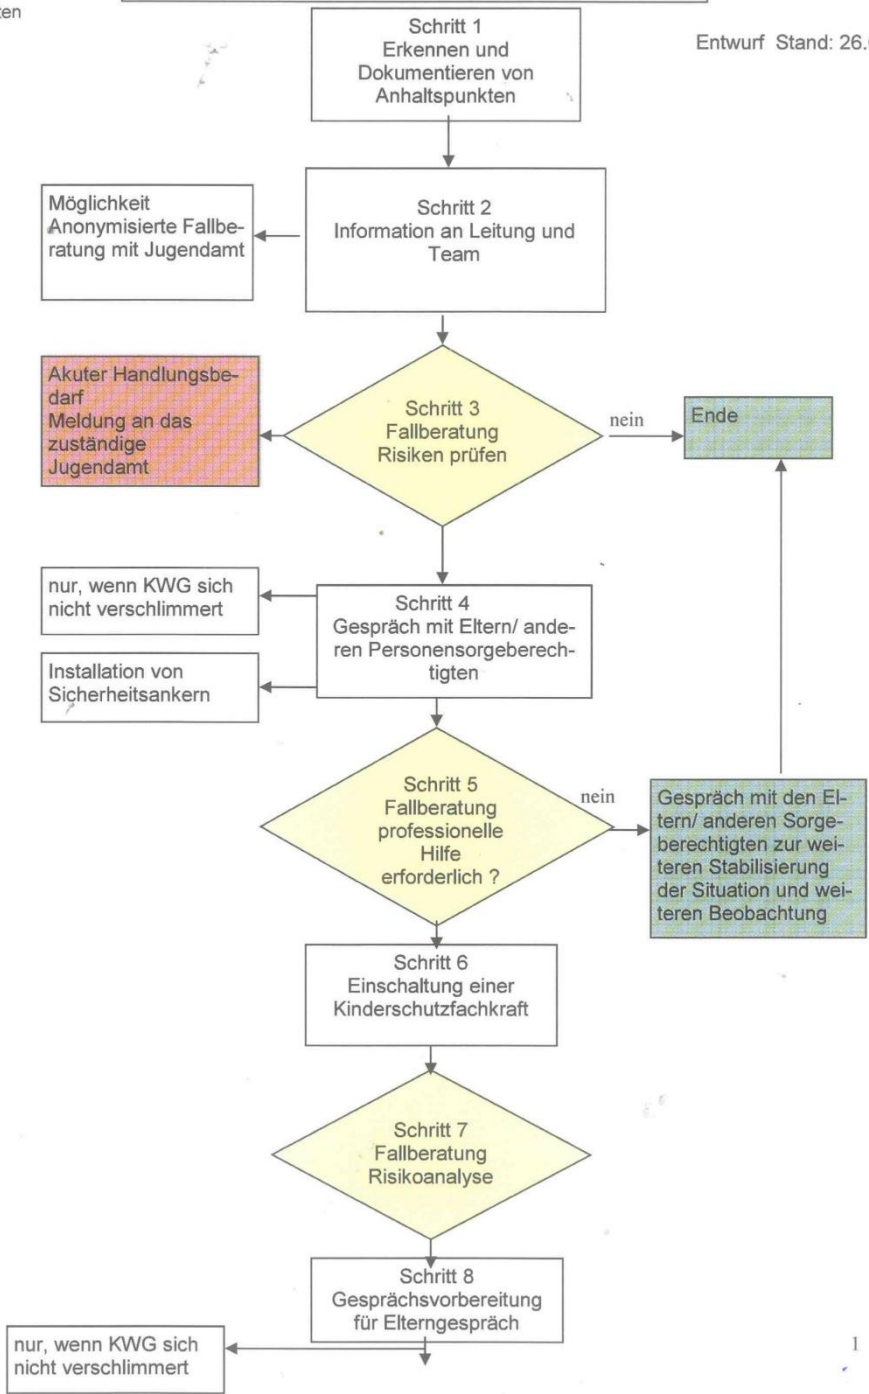 Schritt 1
Erkennen und
Dokumentieren von
Anhaltspunkten
Entwurf Stand: 26.
Möglichkeit
Anonymisierte Fallbe-
ratung mit Jugendamt
Schritt 2
Information an Leitung und
Team
Akuter Handlungsbe-
darf
Meldung an das
zuständige
Jugendamt
Schritt 3
Fallberatung
Risiken prüfen
nein
Ende
nur, wenn KWG sich
nicht verschlimmert
Schritt 4
Gespräch mit Eltern/ ande-
ren Personensorgeberech-
tigten
Installation von
Sicherheitsankern
Schritt 5
Fallberatung
professionelle
Hilfe
erforderlich ?
nein
Gespräch mit den El-
tern/ anderen Sorge-
berechtigten zur wei-
teren Stabilisierung
der Situation und wei-
teren Beobachtung
Schritt 6
Einschaltung einer
Kinderschutzfachkraft
Schritt 7
Fallberatung
Risikoanalyse
Schritt 8
Gesprächsvorbereitung
für Elterngespräch
nur, wenn KWG sich
nicht verschlimmert
1